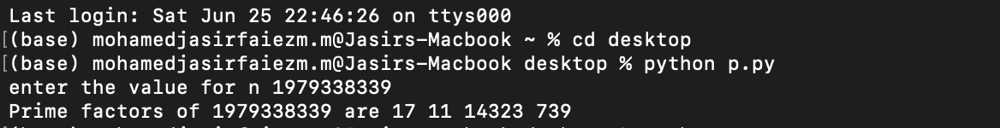 Last login: Sat Jun 25 22:46:26 on ttys000
[(base) mohamedjasirfaiezm.m@Jasirs-Macbook ~ % cd desktop
[(base) mohamedjasirfaiezm.m@Jasirs-Macbook desktop % python p.py
enter the value for n 1979338339
Prime factors of 1979338339 are 17 11 14323 739